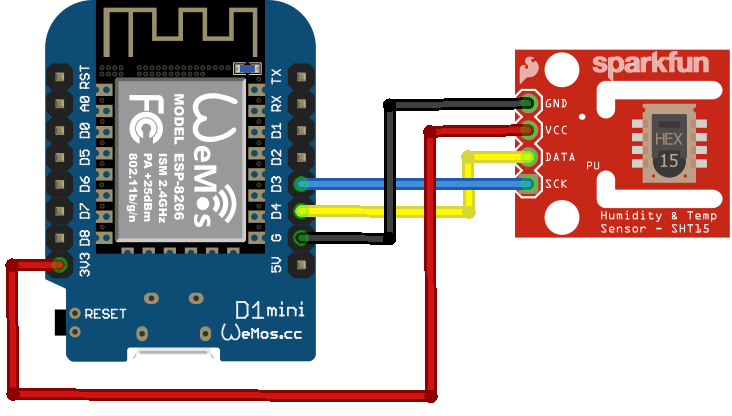 RST
A0
D0
D5
D6
D7
D8
3V3
TX
RX
D1
D2
D3
D4
G
5V
WeMos
MODEL ESP-8266
ISM 2.4GHz
PA +25dBm
802.11b/g/n
FC
RESET
D1 mini
WeMos.cc
sparkfun
GND
VCC
DATA
SCK
PU
HEX
15
Humidity & Temp
Sensor - SHT15